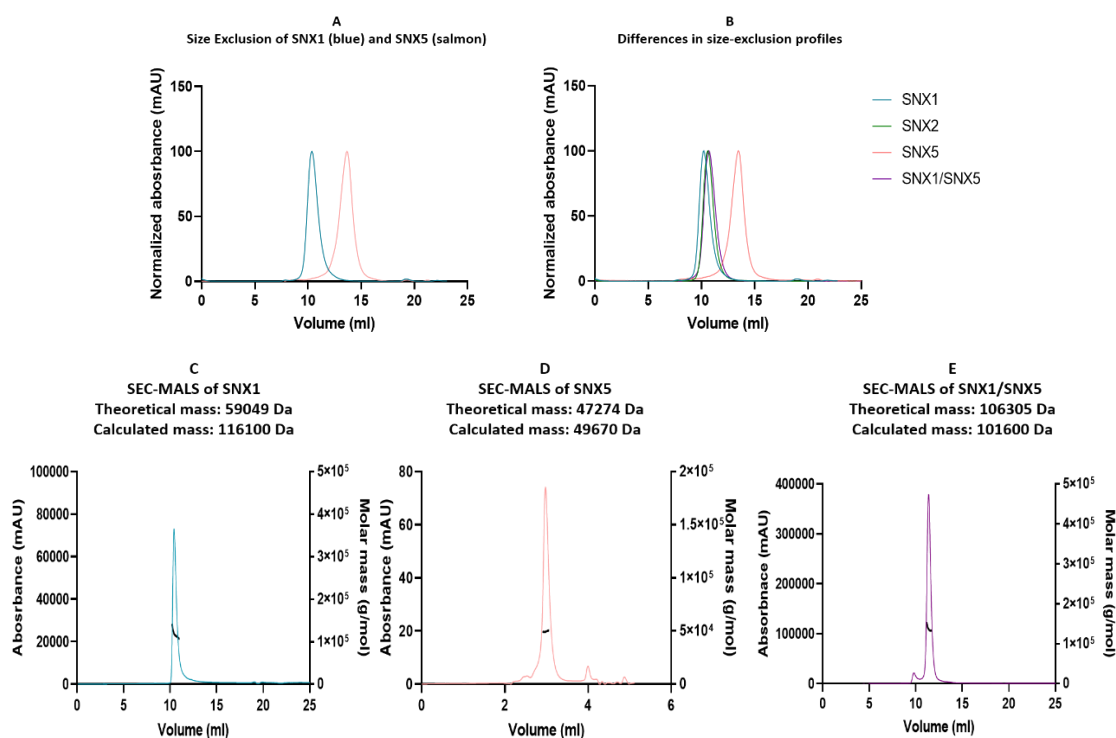 A
Size Exclusion of SNX1 (blue) and SNX5 (salmon)
Normalized abosrbance (mAU)
150
100
50
0
0 5 10 15 20 25
Volume (ml)
B
Differences in size-exclusion profiles
Normalized abosrbance (mAU)
150
100
50
0
0 5 10 15 20 25
Volume (ml)
SNX1
SNX2
SNX5
SNX1/SNX5
C
SEC-MALS of SNX1
Theoretical mass: 59049 Da
Calculated mass: 116100 Da
Abosrbance (mAU)
100000
80000
60000
40000
20000
0
0 5 10 15 20 25
Volume (ml)
5×10⁵
4×10⁵
3×10⁵
2×10⁵
1×10⁵
0
Molar mass (g/mol)
D
SEC-MALS of SNX5
Theoretical mass: 47274 Da
Calculated mass: 49670 Da
Abosrbance (mAU)
80
60
40
20
0
0 2 4 6
Volume (ml)
2×10⁵
1.5×10⁵
1×10⁵
5×10⁴
0
Molar mass (g/mol)
E
SEC-MALS of SNX1/SNX5
Theoretical mass: 106305 Da
Calculated mass: 101600 Da
Absorbnace (mAU)
400000
300000
200000
100000
0
0 5 10 15 20 25
Volume (ml)
5×10⁵
4×10⁵
3×10⁵
2×10⁵
1×10⁵
0
Molar mass (g/mol)